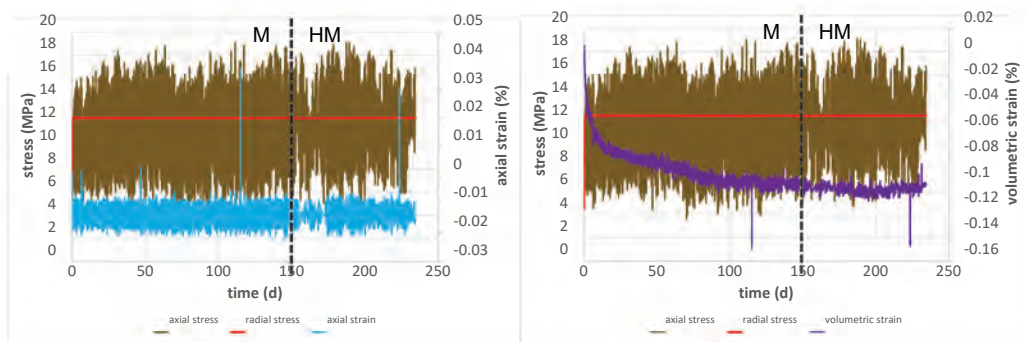 20
18
16
14
12
10
8
6
4
2
0
stress (MPa)
M
HM
0.05
0.04
0.03
0.02
0.01
0
-0.01
-0.02
-0.03
axial strain (%)
0 50 100 150 200 250
time (d)
axial stress radial stress axial strain
20
18
16
14
12
10
8
6
4
2
0
stress (MPa)
M
HM
0.02
0
-0.02
-0.04
-0.06
-0.08
-0.1
-0.12
-0.14
-0.16
volumetric strain (%)
0 50 100 150 200 250
time (d)
axial stress radial stress volumetric strain